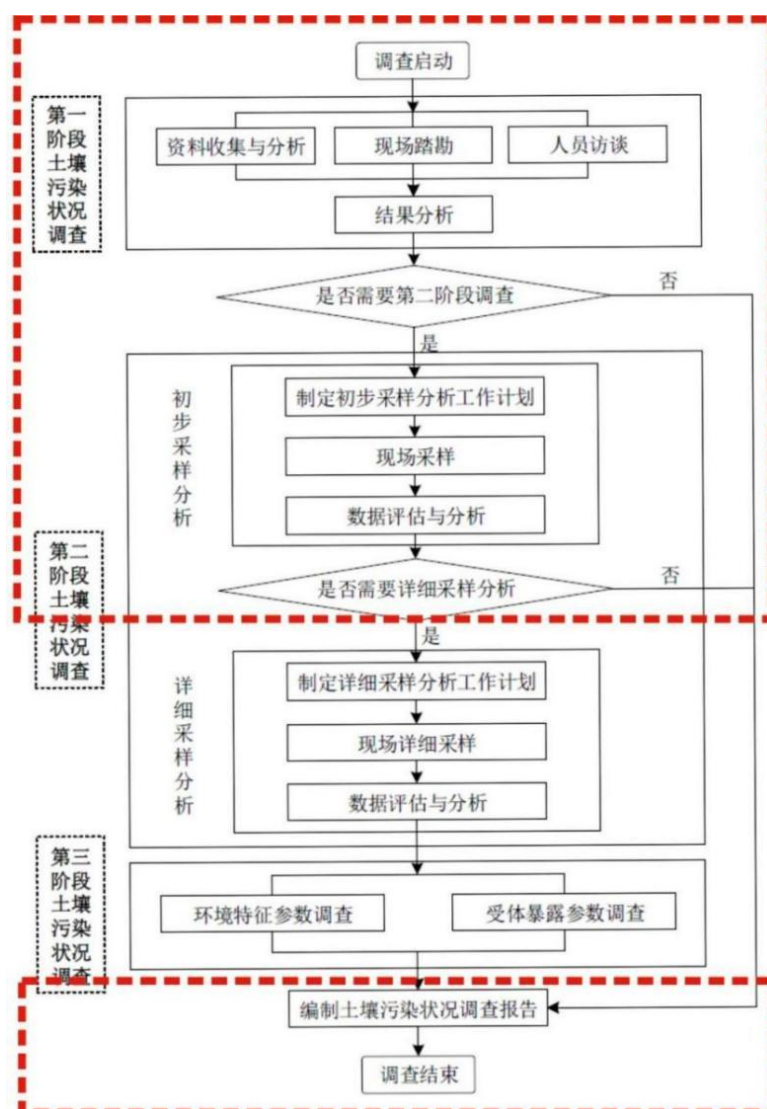 调查启动
第一
阶段
土壤
污染
状况
调查
资料收集与分析
现场踏勘
人员访谈
结果分析
是否需要第二阶段调查
否
是
初步采样分析
制定初步采样分析工作计划
现场采样
数据评估与分析
第二
阶段
土壤
污染
状况
调查
是否需要详细采样分析
否
是
详细采样分析
制定详细采样分析工作计划
现场详细采样
数据评估与分析
第三
阶段
土壤
污染
状况
调查
环境特征参数调查
受体暴露参数调查
编制土壤污染状况调查报告
调查结束